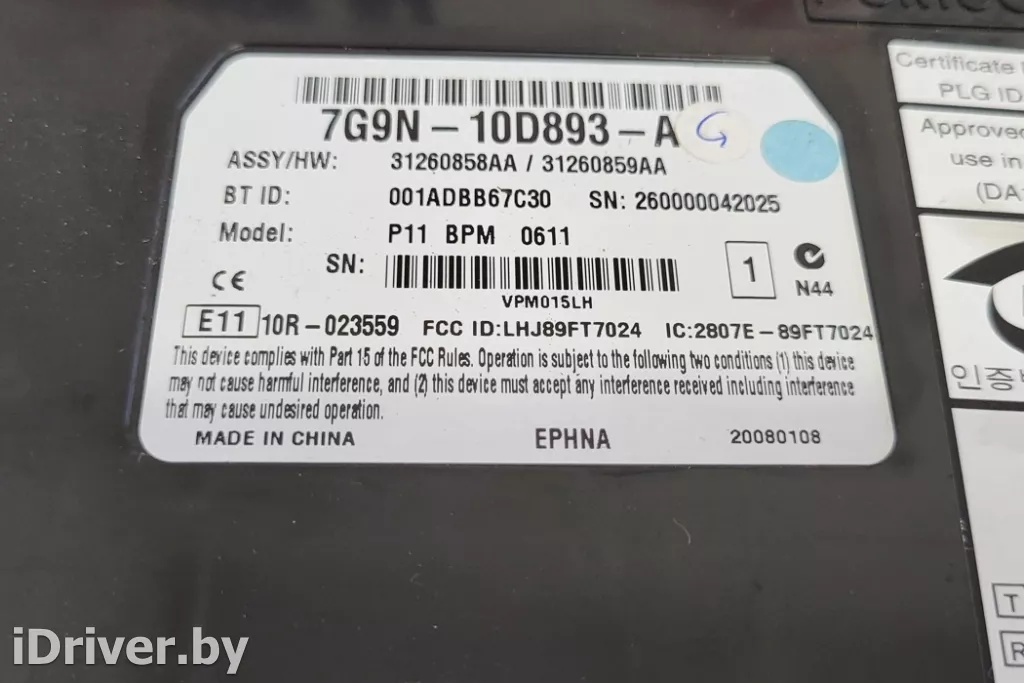 7G9N-10D893-A G
ASSY/HW: 31260858AA / 31260859AA
BT ID: 001ADBB67C30 SN: 260000042025
Model: P11 BPM 0611
SN:
VPM015LH
1
N44
CE
E11 10R-023559 FCC ID:LHJ89FT7024 IC:2807E-89FT7024
This device complies with Part 15 of the FCC Rules. Operation is subject to the following two conditions (1) this device
may not cause harmful interference, and (2) this device must accept any interference received including interference
that may cause undesired operation.
MADE IN CHINA EPHNA 20080108
Certificate
PLG ID
Approved
use in
(DA
인증
T
R
iDriver.by